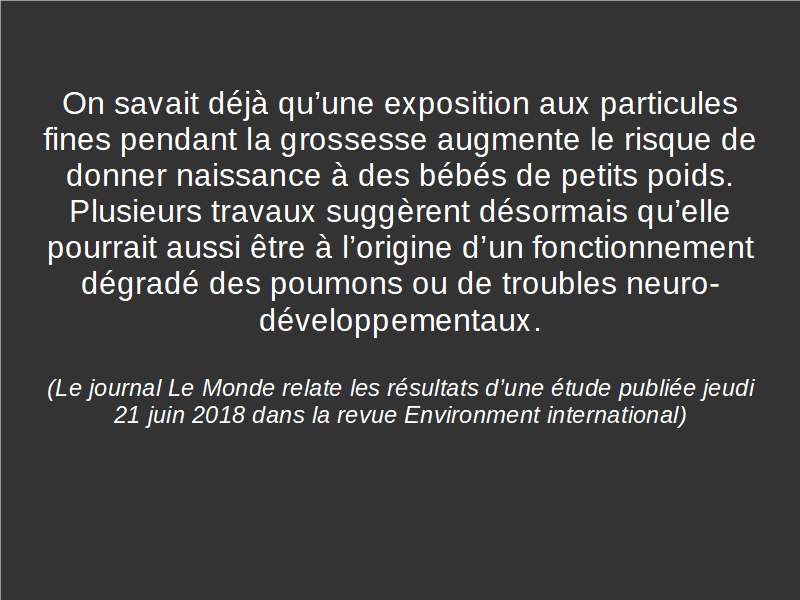 On savait déjà qu’une exposition aux particules
fines pendant la grossesse augmente le risque de
donner naissance à des bébés de petits poids.
Plusieurs travaux suggèrent désormais qu’elle
pourrait aussi être à l’origine d’un fonctionnement
dégradé des poumons ou de troubles neuro-
développementaux.
(Le journal Le Monde relate les résultats d’une étude publiée jeudi
21 juin 2018 dans la revue Environment international)